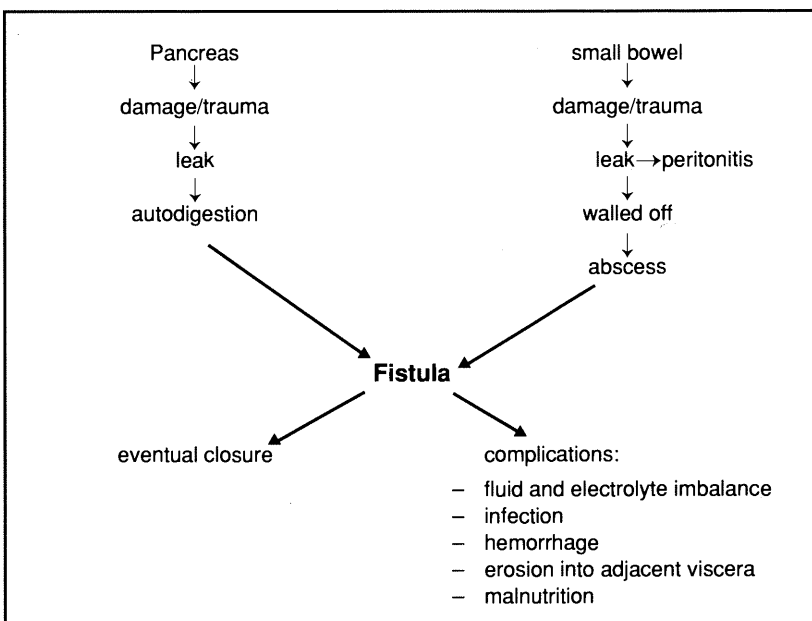 Pancreas
damage/trauma
leak
autodigestion
small bowel
damage/trauma
leak→peritonitis
walled off
abscess
Fistula
eventual closure
complications:
– fluid and electrolyte imbalance
– infection
– hemorrhage
– erosion into adjacent viscera
– malnutrition